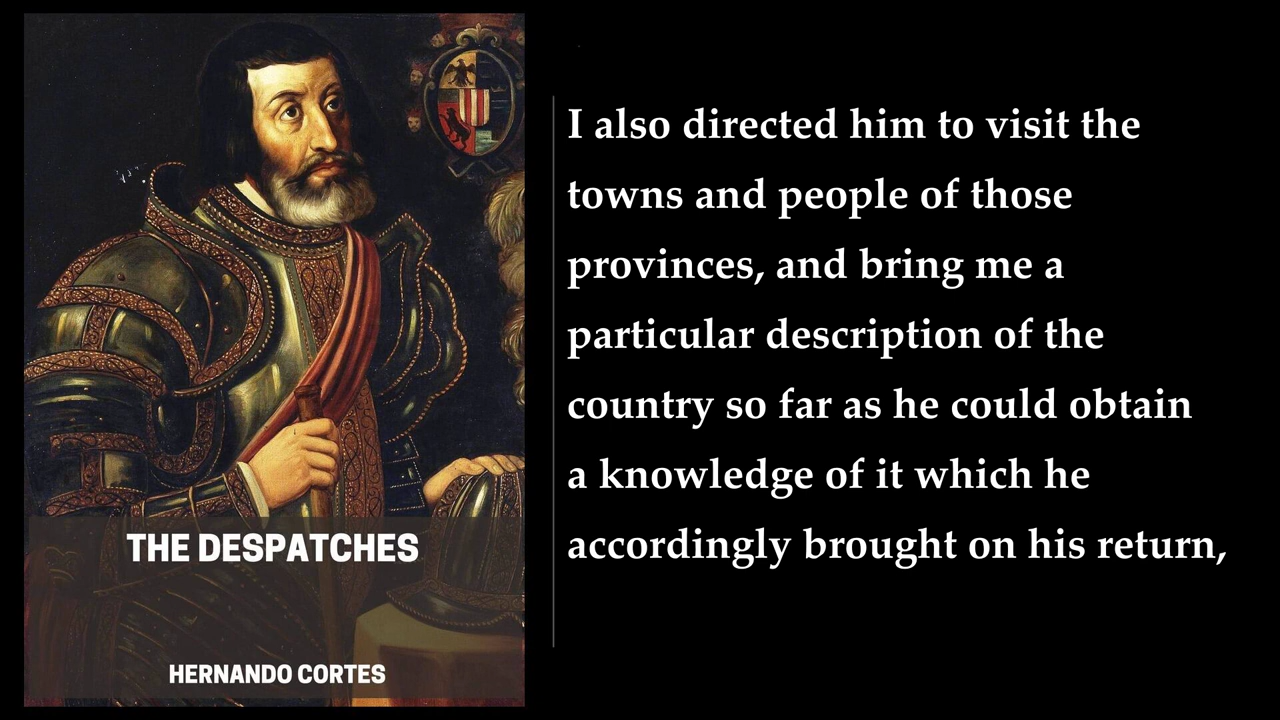 THE DESPATCHES
HERNANDO CORTES
I also directed him to visit the
towns and people of those
provinces, and bring me a
particular description of the
country so far as he could obtain
a knowledge of it which he
accordingly brought on his return,